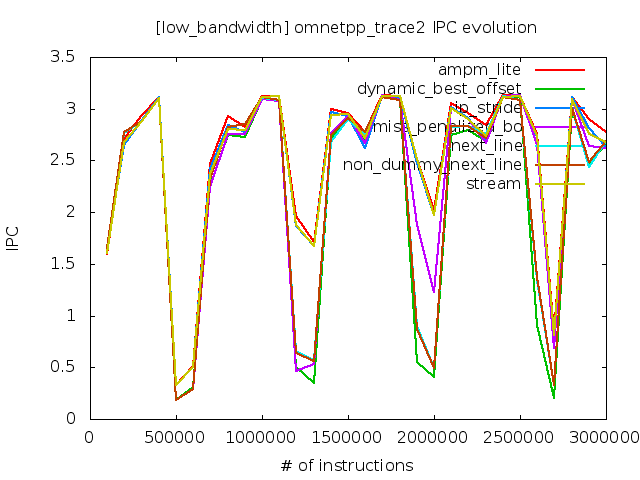 [low_bandwidth] omnetpp_trace2 IPC evolution
3.5
3
2.5
2
1.5
1
0.5
0
IPC
ampm_lite
dynamic_best_offset
ip_stride
next_line
non_dummy_next_line
stream
0 500000 1000000 1500000 2000000 2500000 3000000
# of instructions